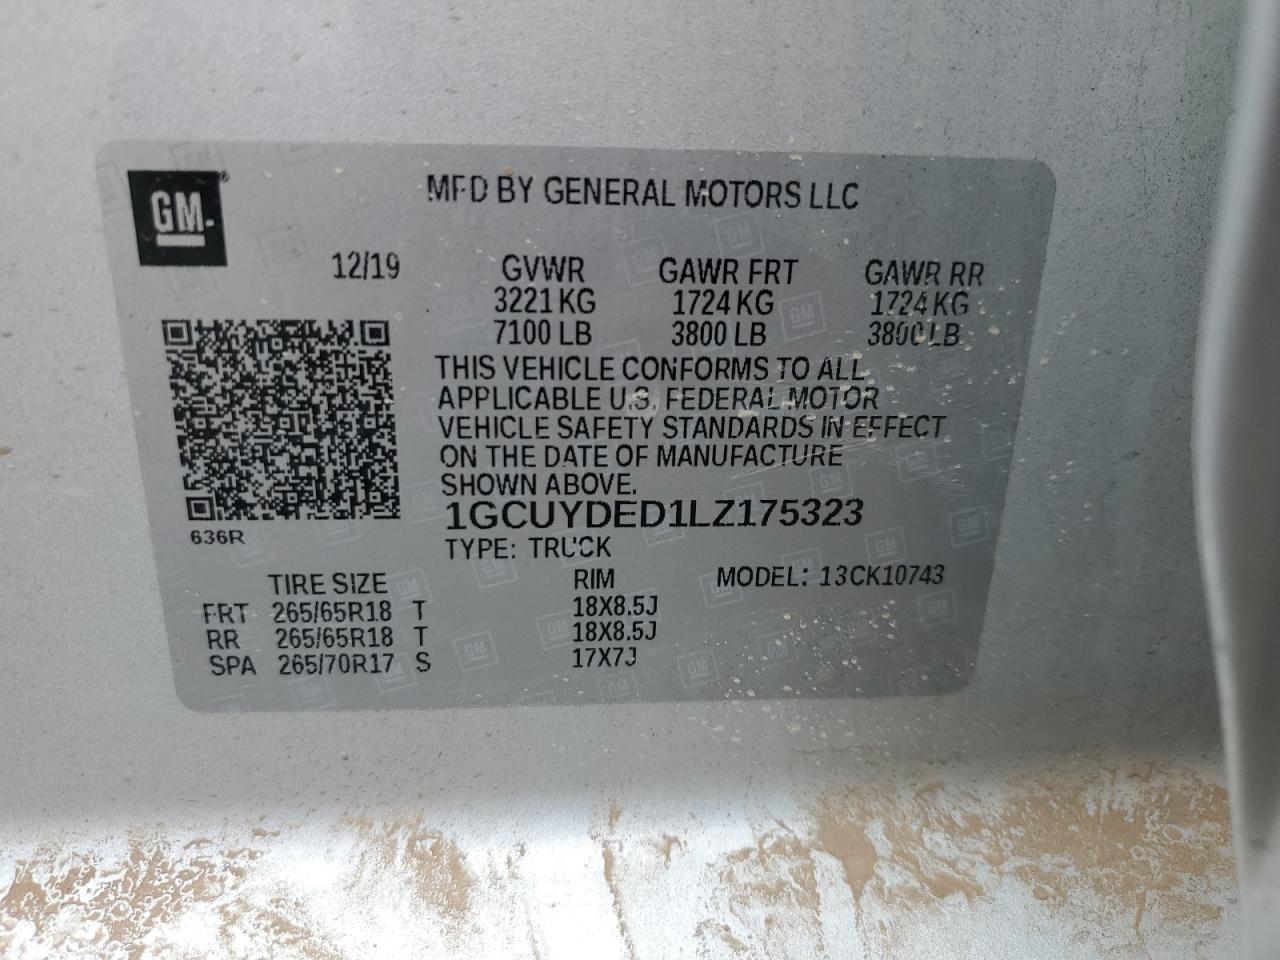 GM
MFD BY GENERAL MOTORS LLC
12/19 GVWR GAWR FRT GAWR RR
3221 KG 1724 KG 1724 KG
7100 LB 3800 LB 3800 LB
THIS VEHICLE CONFORMS TO ALL
APPLICABLE U.S. FEDERAL MOTOR
VEHICLE SAFETY STANDARDS IN EFFECT
ON THE DATE OF MANUFACTURE
SHOWN ABOVE.
1GCUYDED1LZ175323
636R
TYPE: TRUCK
TIRE SIZE RIM MODEL: 13CK10743
FRT 265/65R18 T 18X8.5J
RR 265/65R18 T 18X8.5J
SPA 265/70R17 S 17X7J